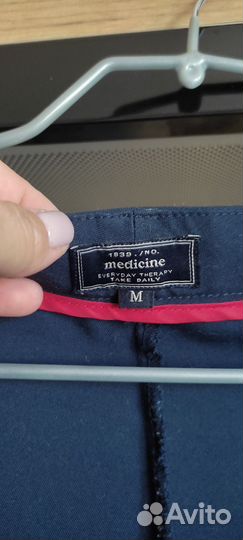 1939./NO.
medicine
EVERYDAY THERAPY
TAKE DAILY
M
Avito